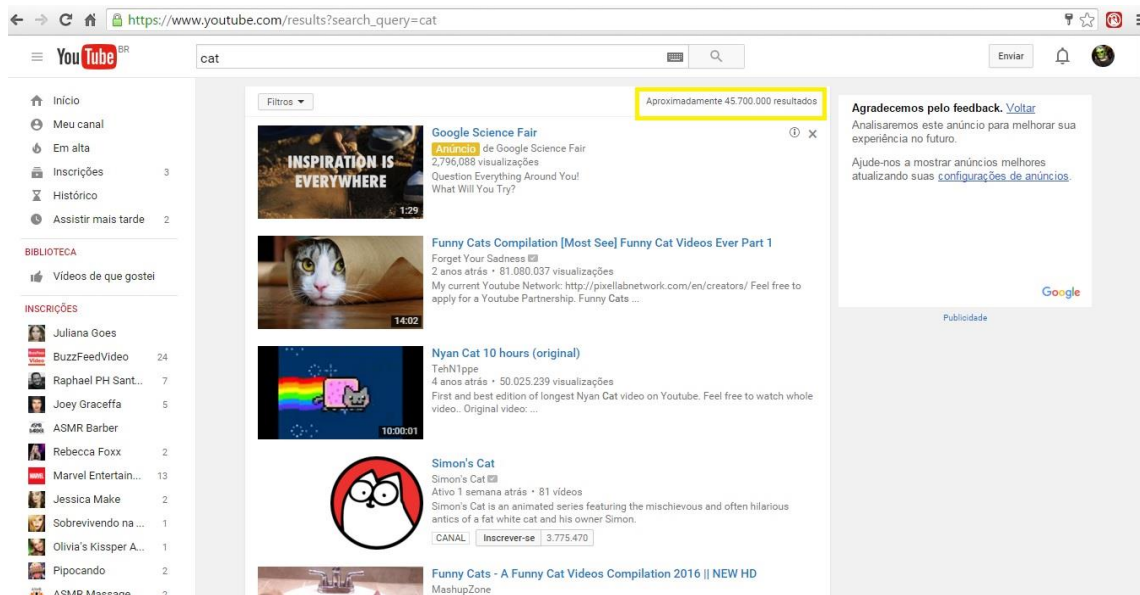 https://www.youtube.com/results?search_query=cat
YouTube BR
cat
Enviar
Início
Meu canal
Em alta
Inscrições 3
Histórico
Assistir mais tarde 2
BIBLIOTECA
Vídeos de que gostei
INSCRIÇÕES
Juliana Goes
BuzzFeedVideo 24
Raphael PH Sant... 7
Joey Graceffa 5
ASMR Barber
Rebecca Foxx 2
Marvel Entertain... 13
Jessica Make 2
Sobrevivendo na ... 1
Olivia's Kissper A... 1
Pipocando 2
ASMR Massage 2
Filtros
Aproximadamente 45.700.000 resultados
INSPIRATION IS
EVERYWHERE
1:29
Google Science Fair
Anúncio de Google Science Fair
2,796,088 visualizações
Question Everything Around You!
What Will You Try?
14:02
Funny Cats Compilation [Most See] Funny Cat Videos Ever Part 1
Forget Your Sadness
2 anos atrás • 81.080.037 visualizações
My current Youtube Network: http://pixellabnetwork.com/en/creators/ Feel free to
apply for a Youtube Partnership. Funny Cats ...
10:00:01
Nyan Cat 10 hours (original)
TehN1ppe
4 anos atrás • 50.025.239 visualizações
First and best edition of longest Nyan Cat video on Youtube. Feel free to watch whole
video.. Original video: ...
Simon's Cat
Simon's Cat
Ativo 1 semana atrás • 81 vídeos
Simon's Cat is an animated series featuring the mischievous and often hilarious
antics of a fat white cat and his owner Simon.
CANAL Inscrever-se 3.775.470
Funny Cats - A Funny Cat Videos Compilation 2016 || NEW HD
MashupZone
Agradecemos pelo feedback. Voltar
Analisaremos este anúncio para melhorar sua
experiência no futuro.
Ajude-nos a mostrar anúncios melhores
atualizando suas configurações de anúncios.
Google
Publicidade